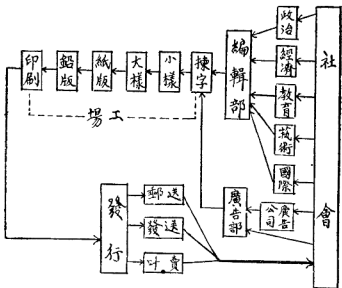 社會
政治
經濟
教育
藝術
國際
廣告公司
編輯部
廣告部
揀字
小樣
大樣
紙版
鉛版
印刷
工場
發行
郵送
發送
叶賣